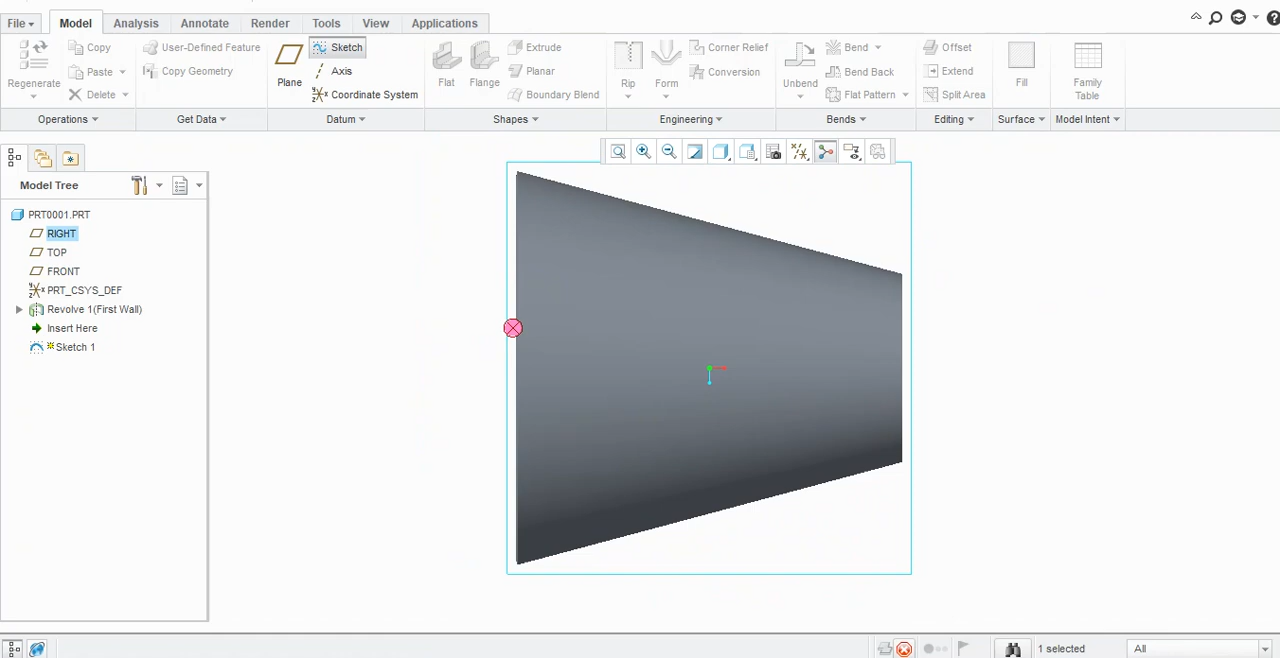 File Model Analysis Annotate Render Tools View Applications
Regenerate Copy Paste Delete
User-Defined Feature Copy Geometry
Plane Sketch Axis Coordinate System
Flat Flange Extrude Planar Boundary Blend
Rip Form Corner Relief Conversion
Unbend Bend Bend Back Flat Pattern
Offset Extend Split Area
Fill
Family
Table
Operations Get Data Datum Shapes Engineering Bends Editing Surface Model Intent
Model Tree
PRT0001.PRT
RIGHT
TOP
FRONT
PRT_CSYS_DEF
Revolve 1(First Wall)
Insert Here
Sketch 1
1 selected All